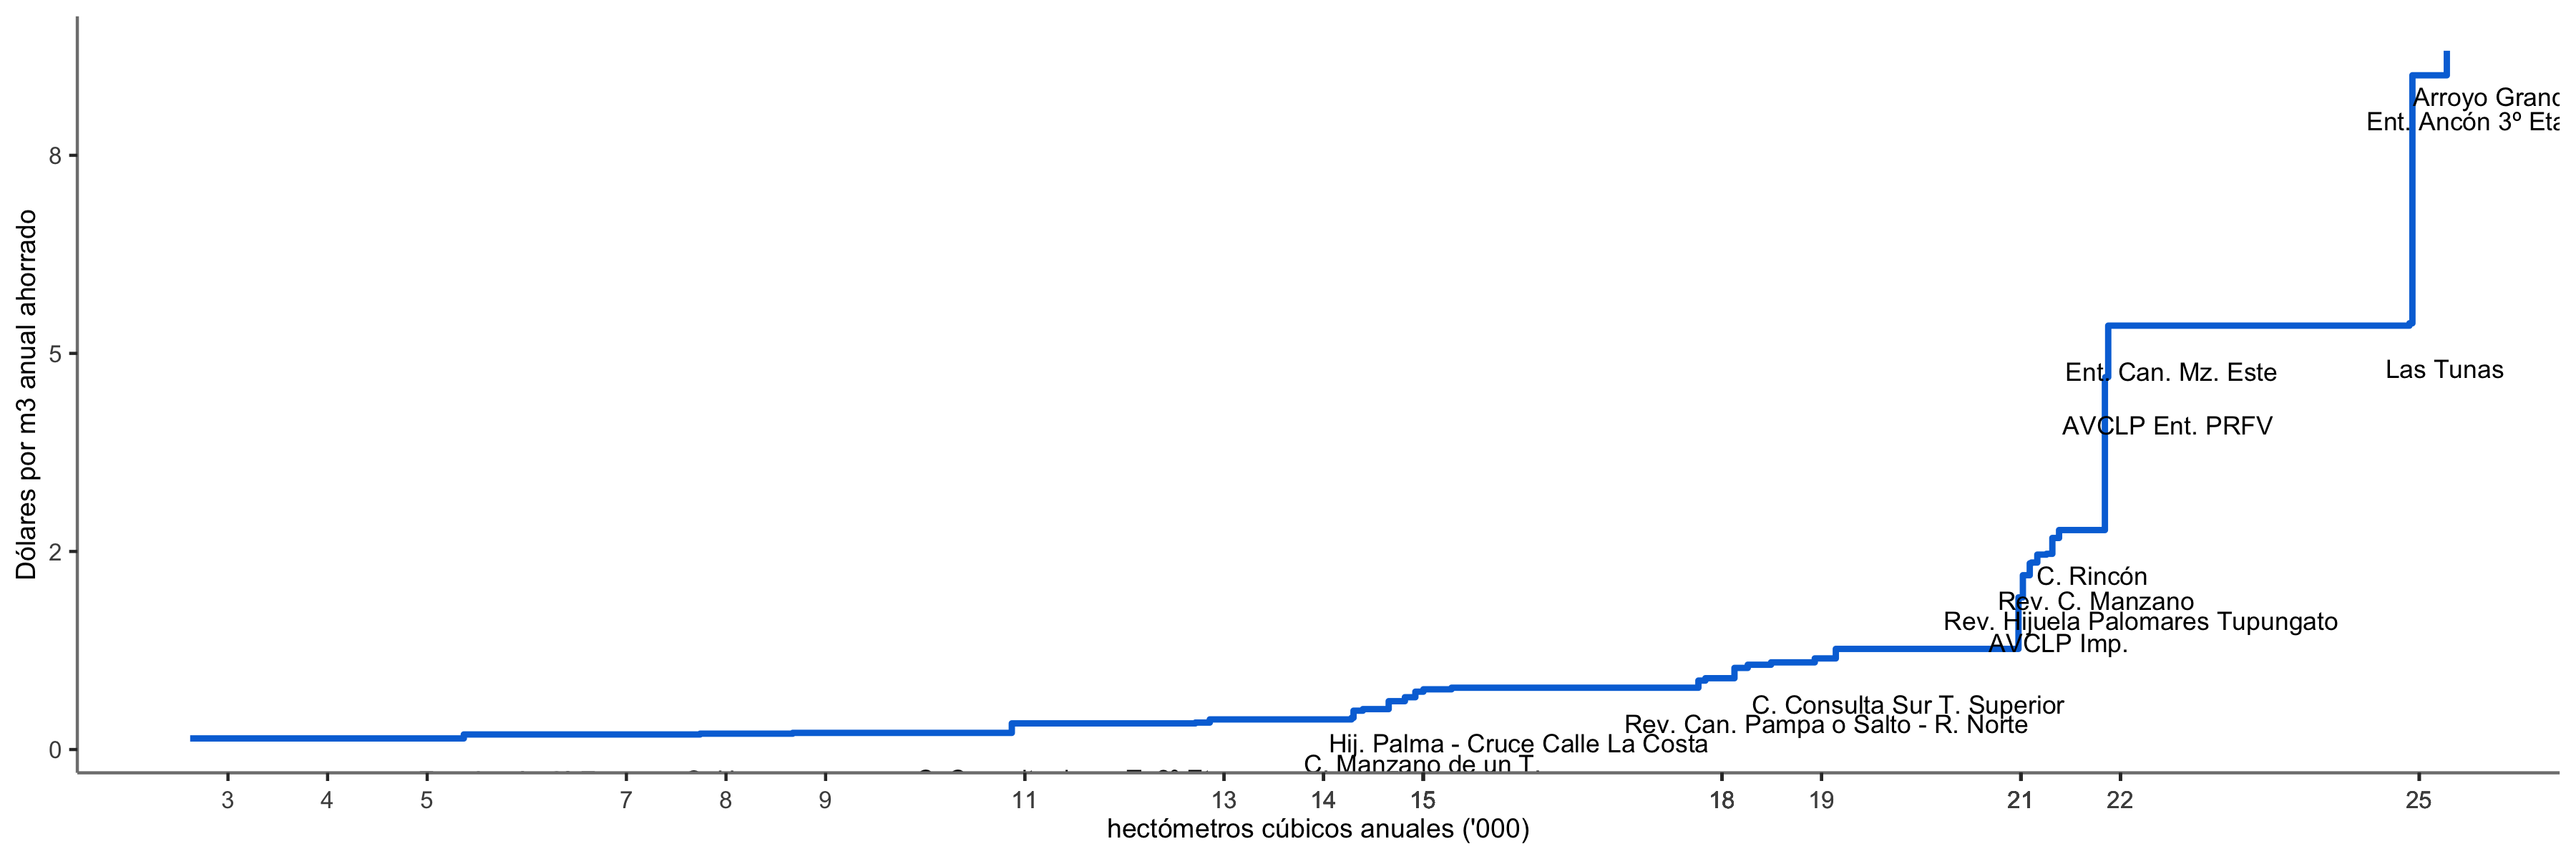 Dólares por m3 anual ahorrado
8
5
2
0
Arroyo Grand
Ent. Ancón 3º Eta
Ent. Can. Mz. Este
Las Tunas
AVCLP Ent. PRFV
C. Rincón
Rev. C. Manzano
Rev. Hijuela Palomares Tupungato
AVCLP Imp.
C. Consulta Sur T. Superior
Rev. Can. Pampa o Salto - R. Norte
Hij. Palma - Cruce Calle La Costa
C. Manzano de un T.
3 4 5 7 8 9 11 13 14 15 18 19 21 22 25
hectómetros cúbicos anuales ('000)